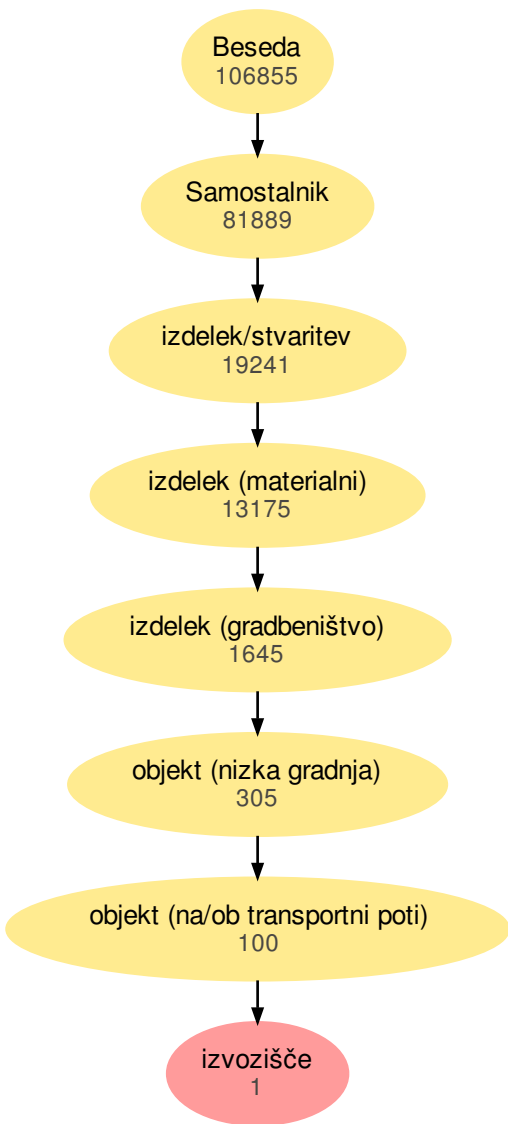 Beseda
106855
Samostalnik
81889
izdelek/stvaritev
19241
izdelek (materialni)
13175
izdelek (gradbeništvo)
1645
objekt (nizka gradnja)
305
objekt (na/ob transportni poti)
100
izvozišče
1